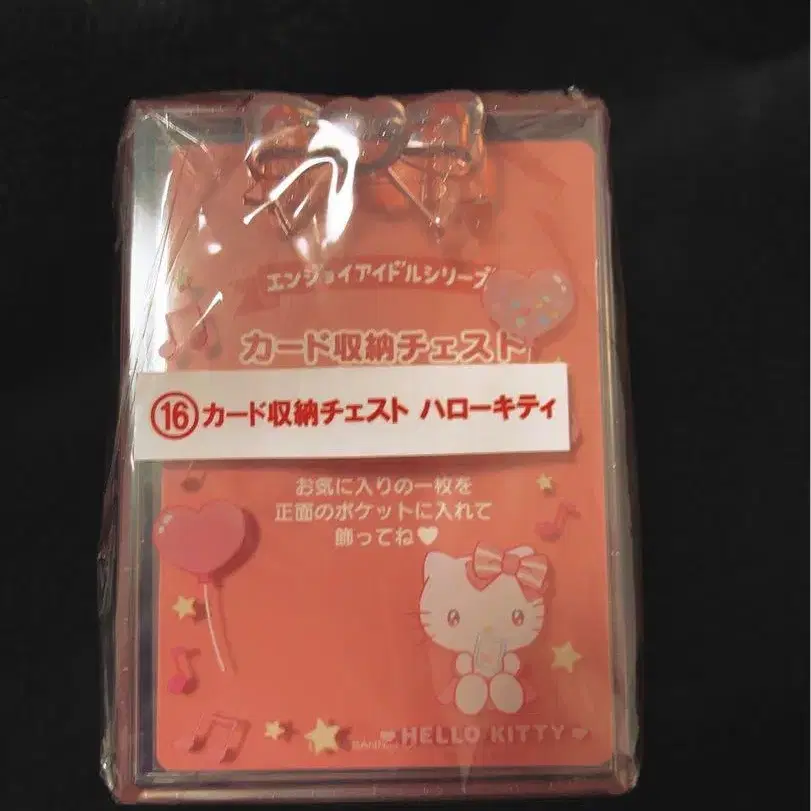 エンジョイアイドルシリーズ
カード収納チェスト
⑯カード収納チェスト ハローキティ
お気に入りの一枚を
正面のポケットに入れて
飾ってね♥
HELLO KITTY